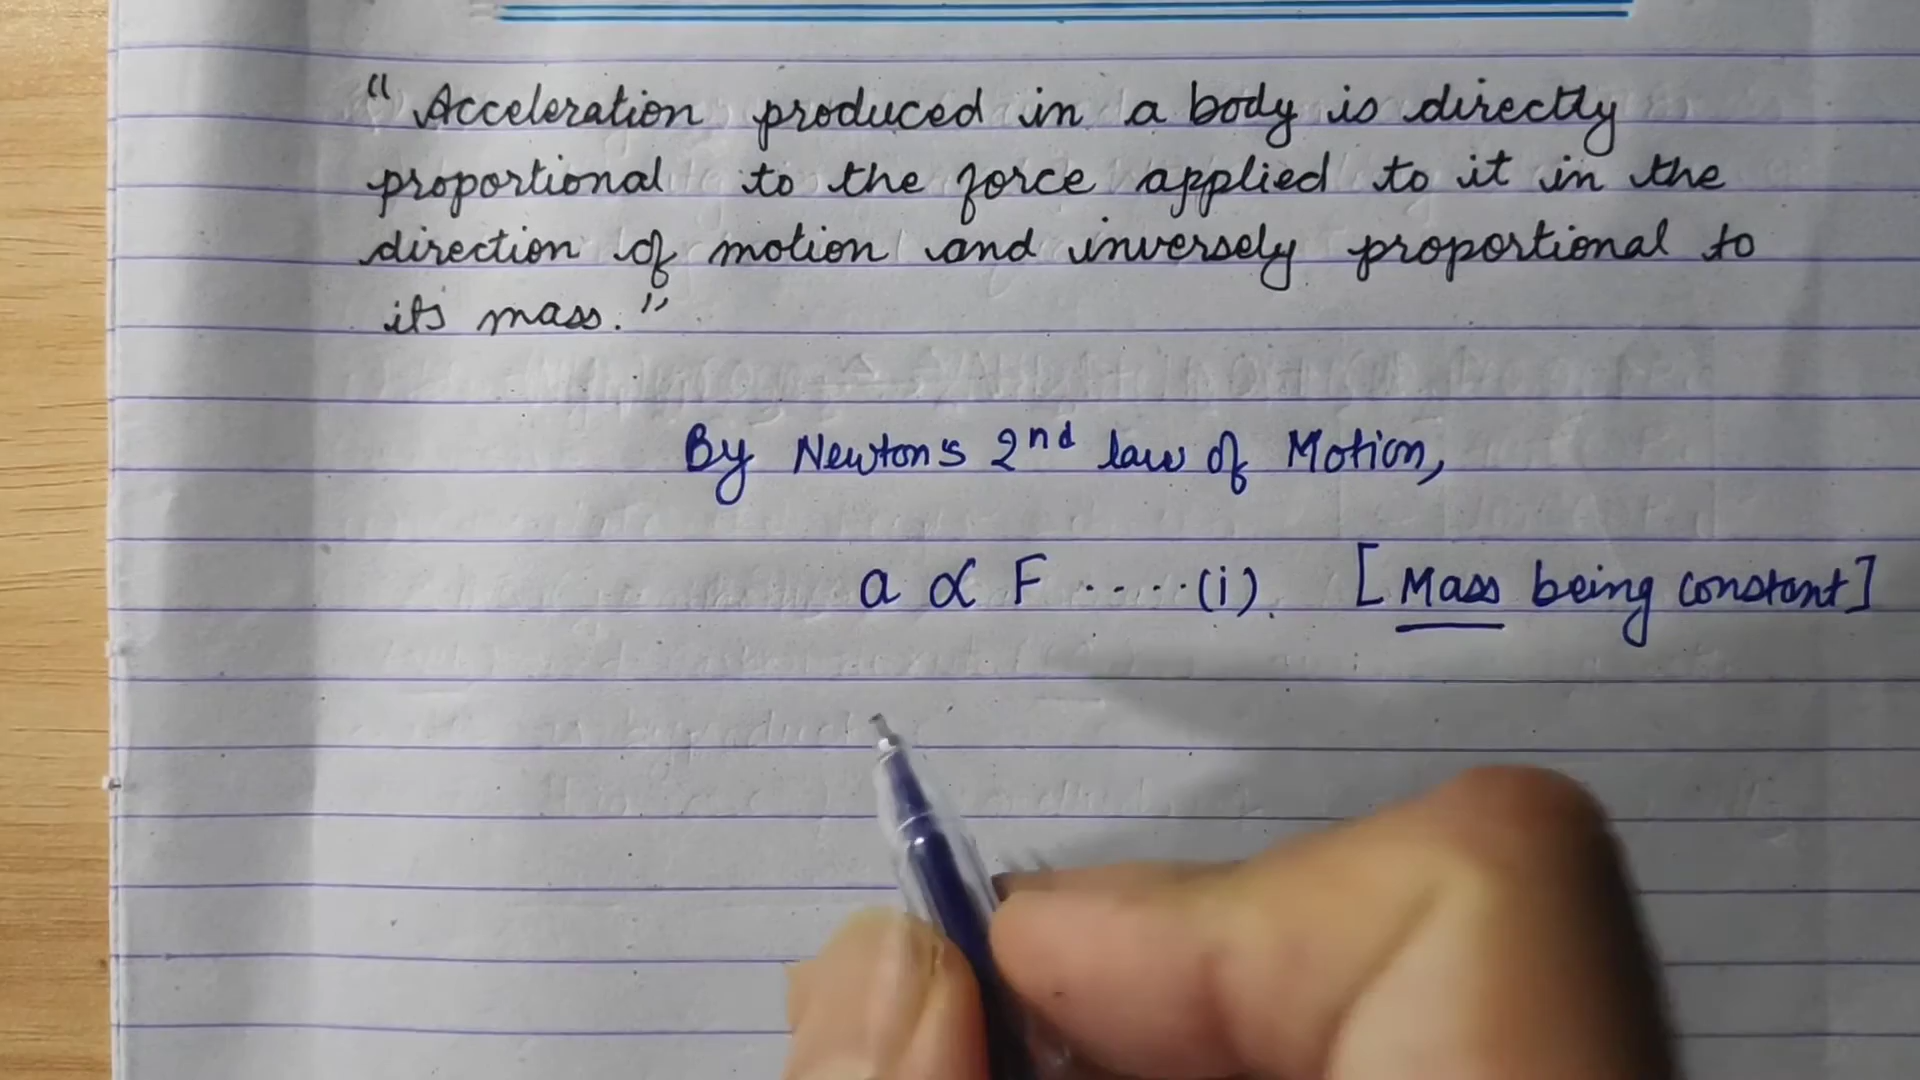 “Acceleration produced in a body is directly
proportional to the force applied to it in the
direction of motion and inversely proportional to
its mass.”
By Newton's 2nd law of Motion,
a ∝ F .....(i). [Mass being constant]